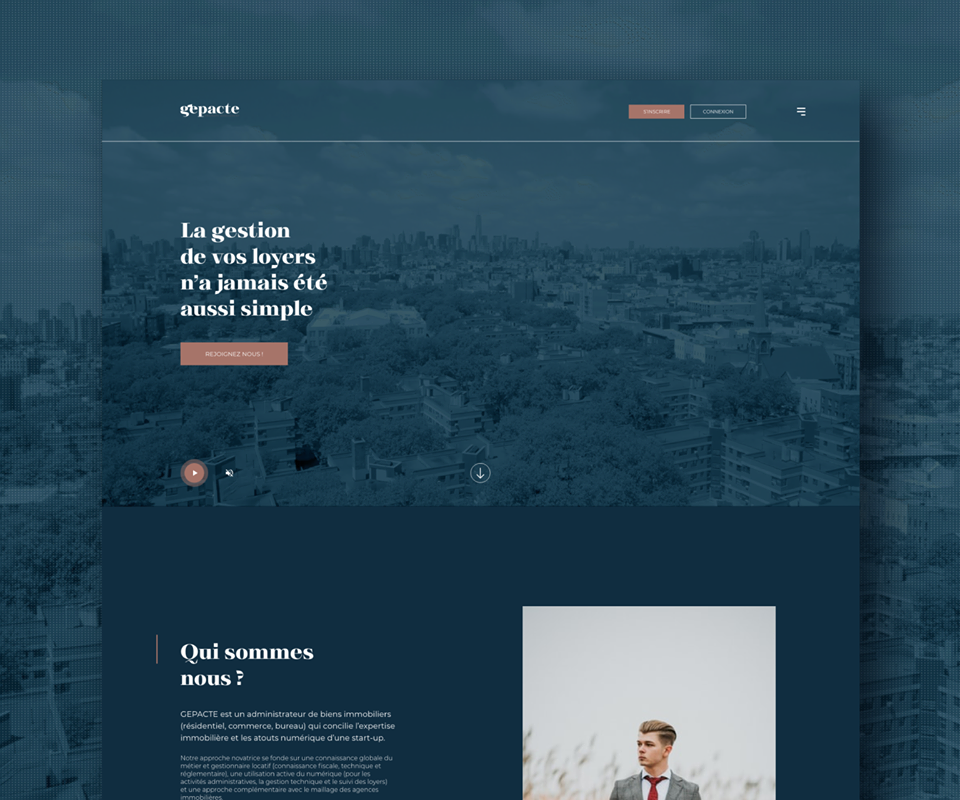 gepacte
S'INSCRIRE
CONNEXION
La gestion
de vos loyers
n'a jamais été
aussi simple
REJOIGNEZ NOUS !
Qui sommes
nous ?
GEPACTE est un administrateur de biens immobiliers
(résidentiel, commerce, bureau) qui concilie l'expertise
immobilière et les atouts numérique d'une start-up.
Notre approche novatrice se fonde sur une connaissance globale du
métier et gestionnaire locatif (connaissance fiscale, technique et
réglementaire), une utilisation active du numérique (pour les
activités administratives, la gestion technique et le suivi des loyers)
et une approche complémentaire avec le maillage des agences
immobilières